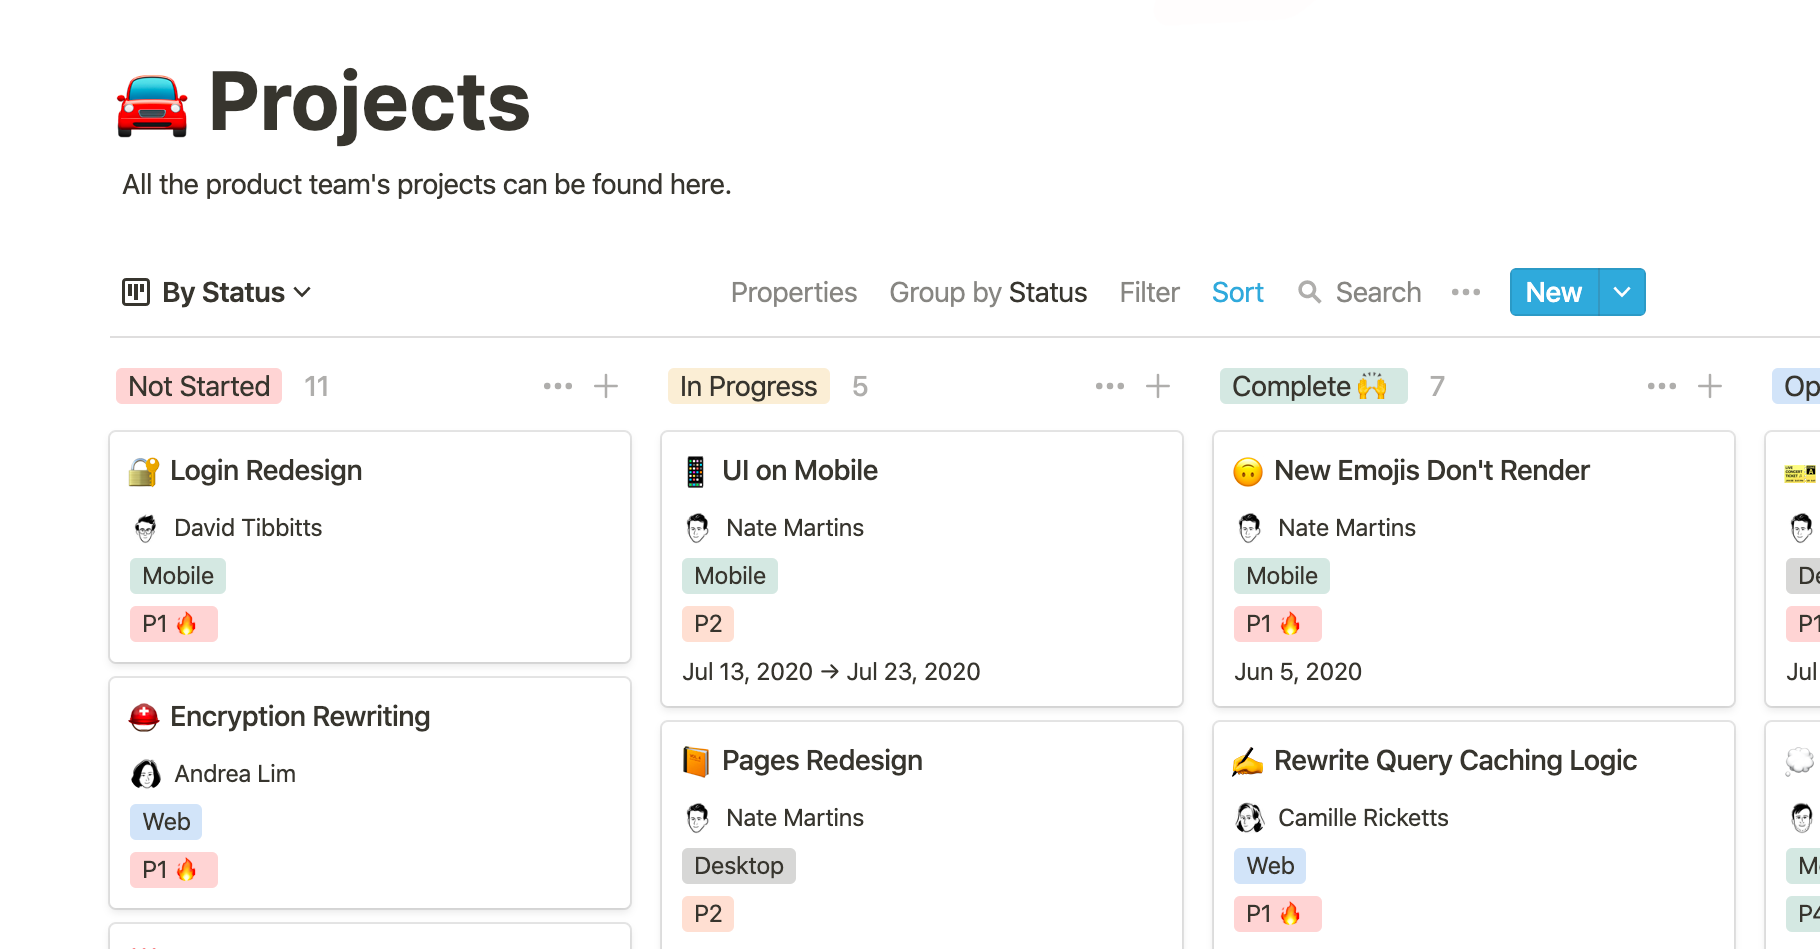 Projects
All the product team's projects can be found here.
By Status
Properties Group by Status Filter Sort Search New
Not Started 11
In Progress 5
Complete 🙌 7
Op
Login Redesign
David Tibbitts
Mobile
P1 🔥
Encryption Rewriting
Andrea Lim
Web
P1 🔥
UI on Mobile
Nate Martins
Mobile
P2
Jul 13, 2020 → Jul 23, 2020
Pages Redesign
Nate Martins
Desktop
P2
New Emojis Don't Render
Nate Martins
Mobile
P1 🔥
Jun 5, 2020
Rewrite Query Caching Logic
Camille Ricketts
Web
P1 🔥
De
P1
Jul
P4